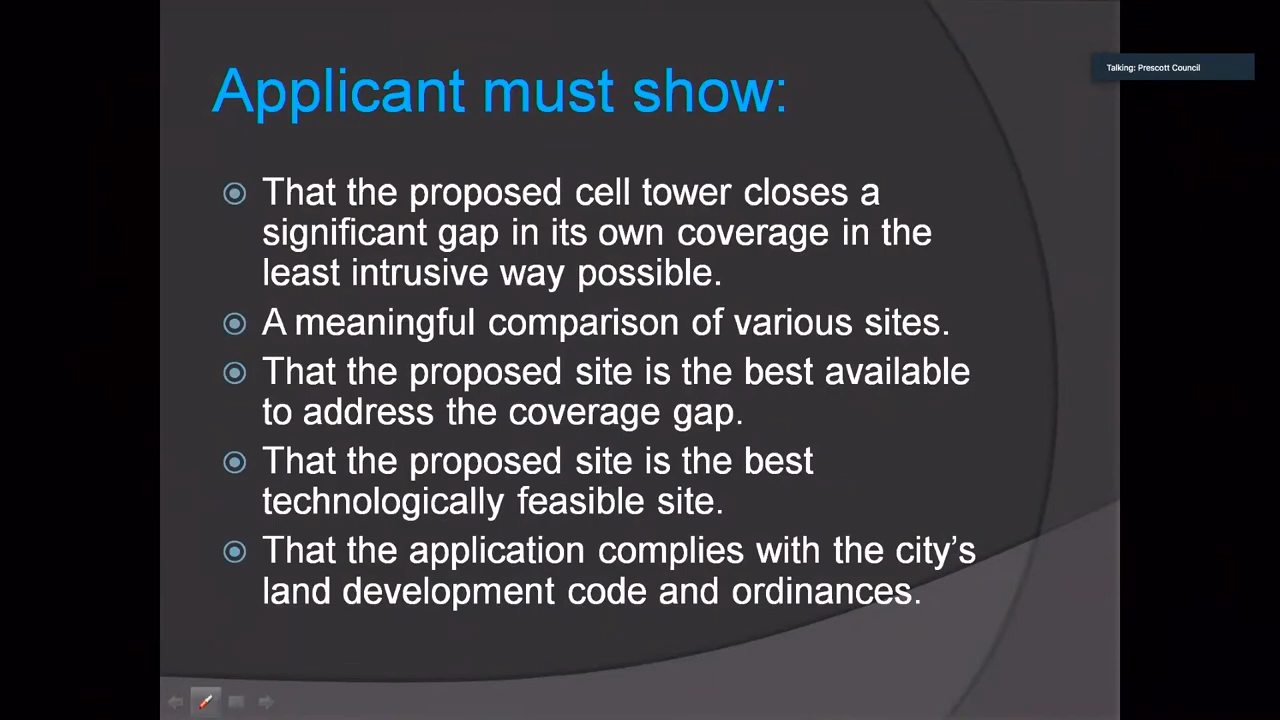 Applicant must show:
Talking: Prescott Council
That the proposed cell tower closes a
significant gap in its own coverage in the
least intrusive way possible.
A meaningful comparison of various sites.
That the proposed site is the best available
to address the coverage gap.
That the proposed site is the best
technologically feasible site.
That the application complies with the city’s
land development code and ordinances.